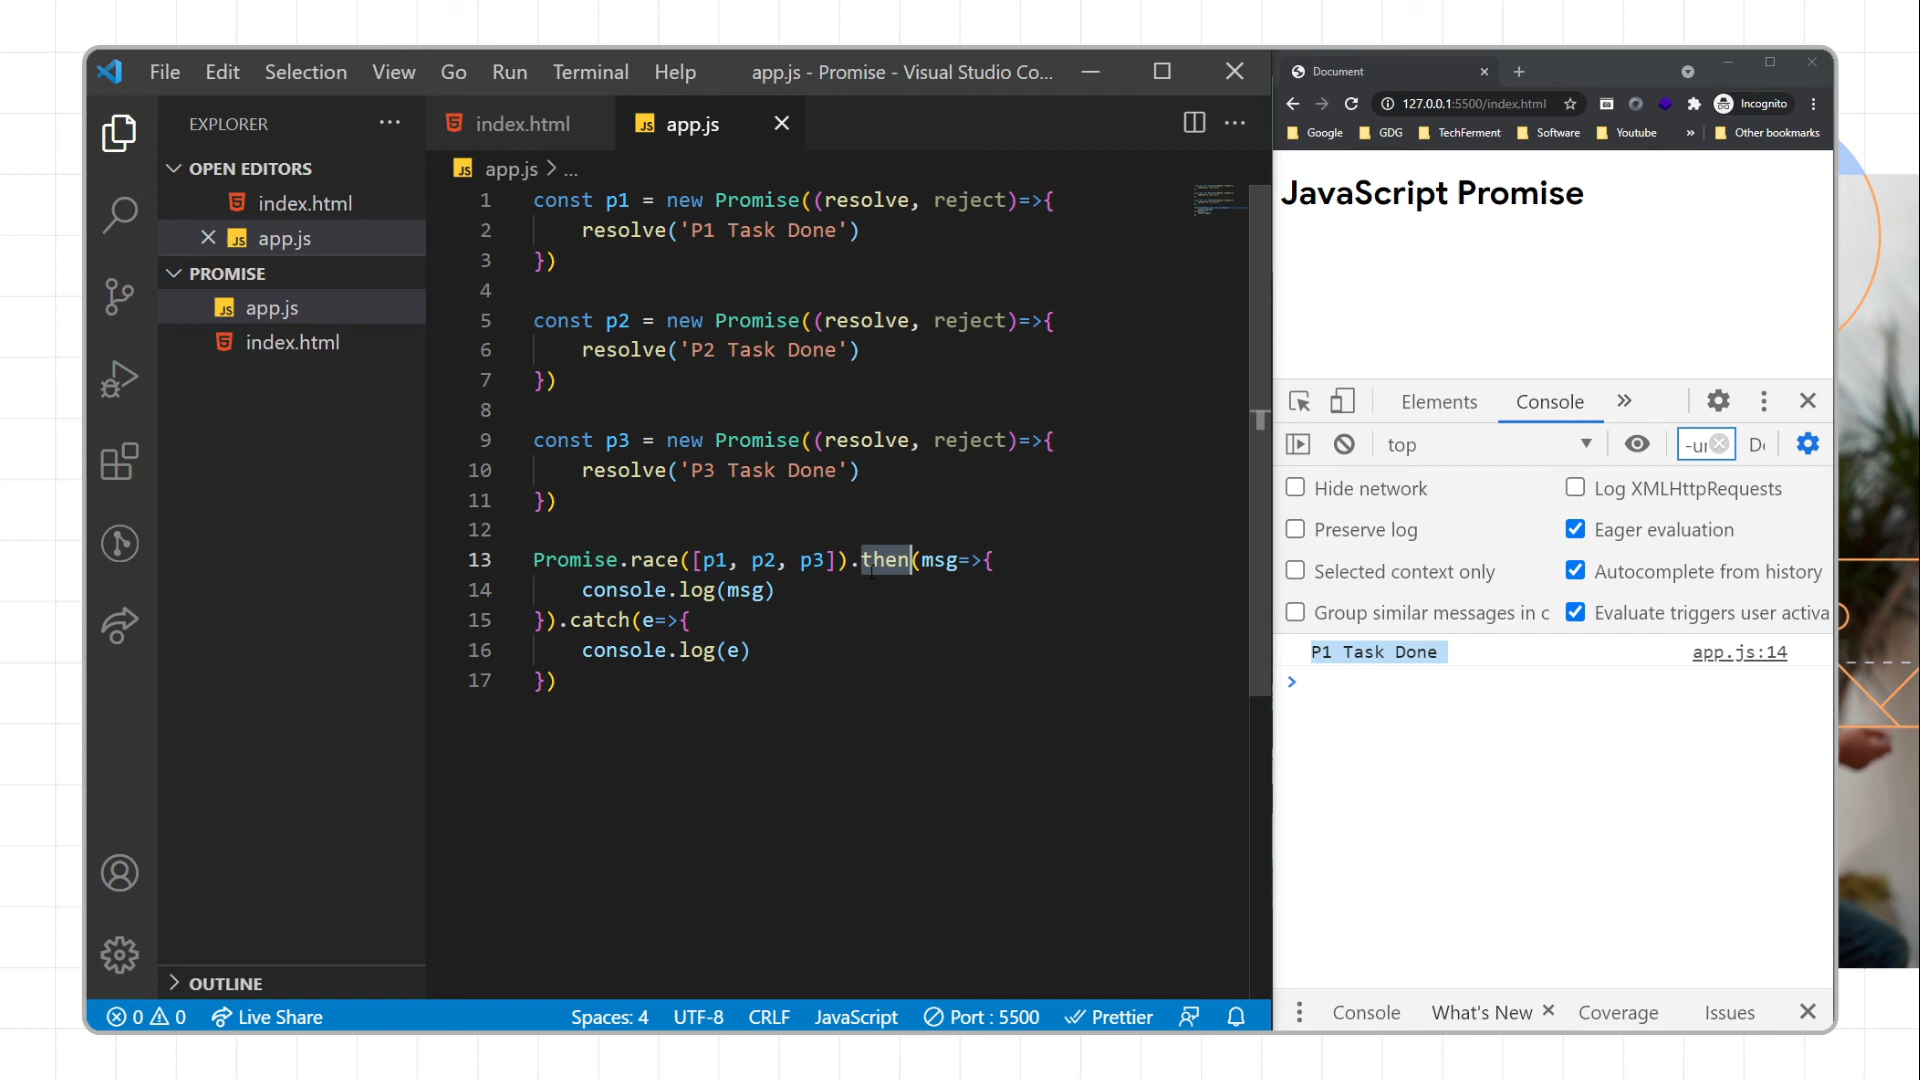 File Edit Selection View Go Run Terminal Help app.js - Promise - Visual Studio Co...
EXPLORER
OPEN EDITORS
index.html
app.js
PROMISE
app.js
index.html
OUTLINE
index.html
app.js
app.js > ...
1 const p1 = new Promise((resolve, reject)=>{
2 resolve('P1 Task Done')
3 })
4
5 const p2 = new Promise((resolve, reject)=>{
6 resolve('P2 Task Done')
7 })
8
9 const p3 = new Promise((resolve, reject)=>{
10 resolve('P3 Task Done')
11 })
12
13 Promise.race([p1, p2, p3]).then(msg=>{
14 console.log(msg)
15 }).catch(e=>{
16 console.log(e)
17 })
0 0 Live Share Spaces: 4 UTF-8 CRLF JavaScript Port : 5500 Prettier
Document
127.0.0.1:5500/index.html Incognito
Google GDG TechFerment Software Youtube » Other bookmarks
JavaScript Promise
Elements Console »
top -ur De
Hide network Log XMLHttpRequests
Preserve log Eager evaluation
Selected context only Autocomplete from history
Group similar messages in c Evaluate triggers user activa
P1 Task Done app.js:14
>
Console What's New Coverage Issues